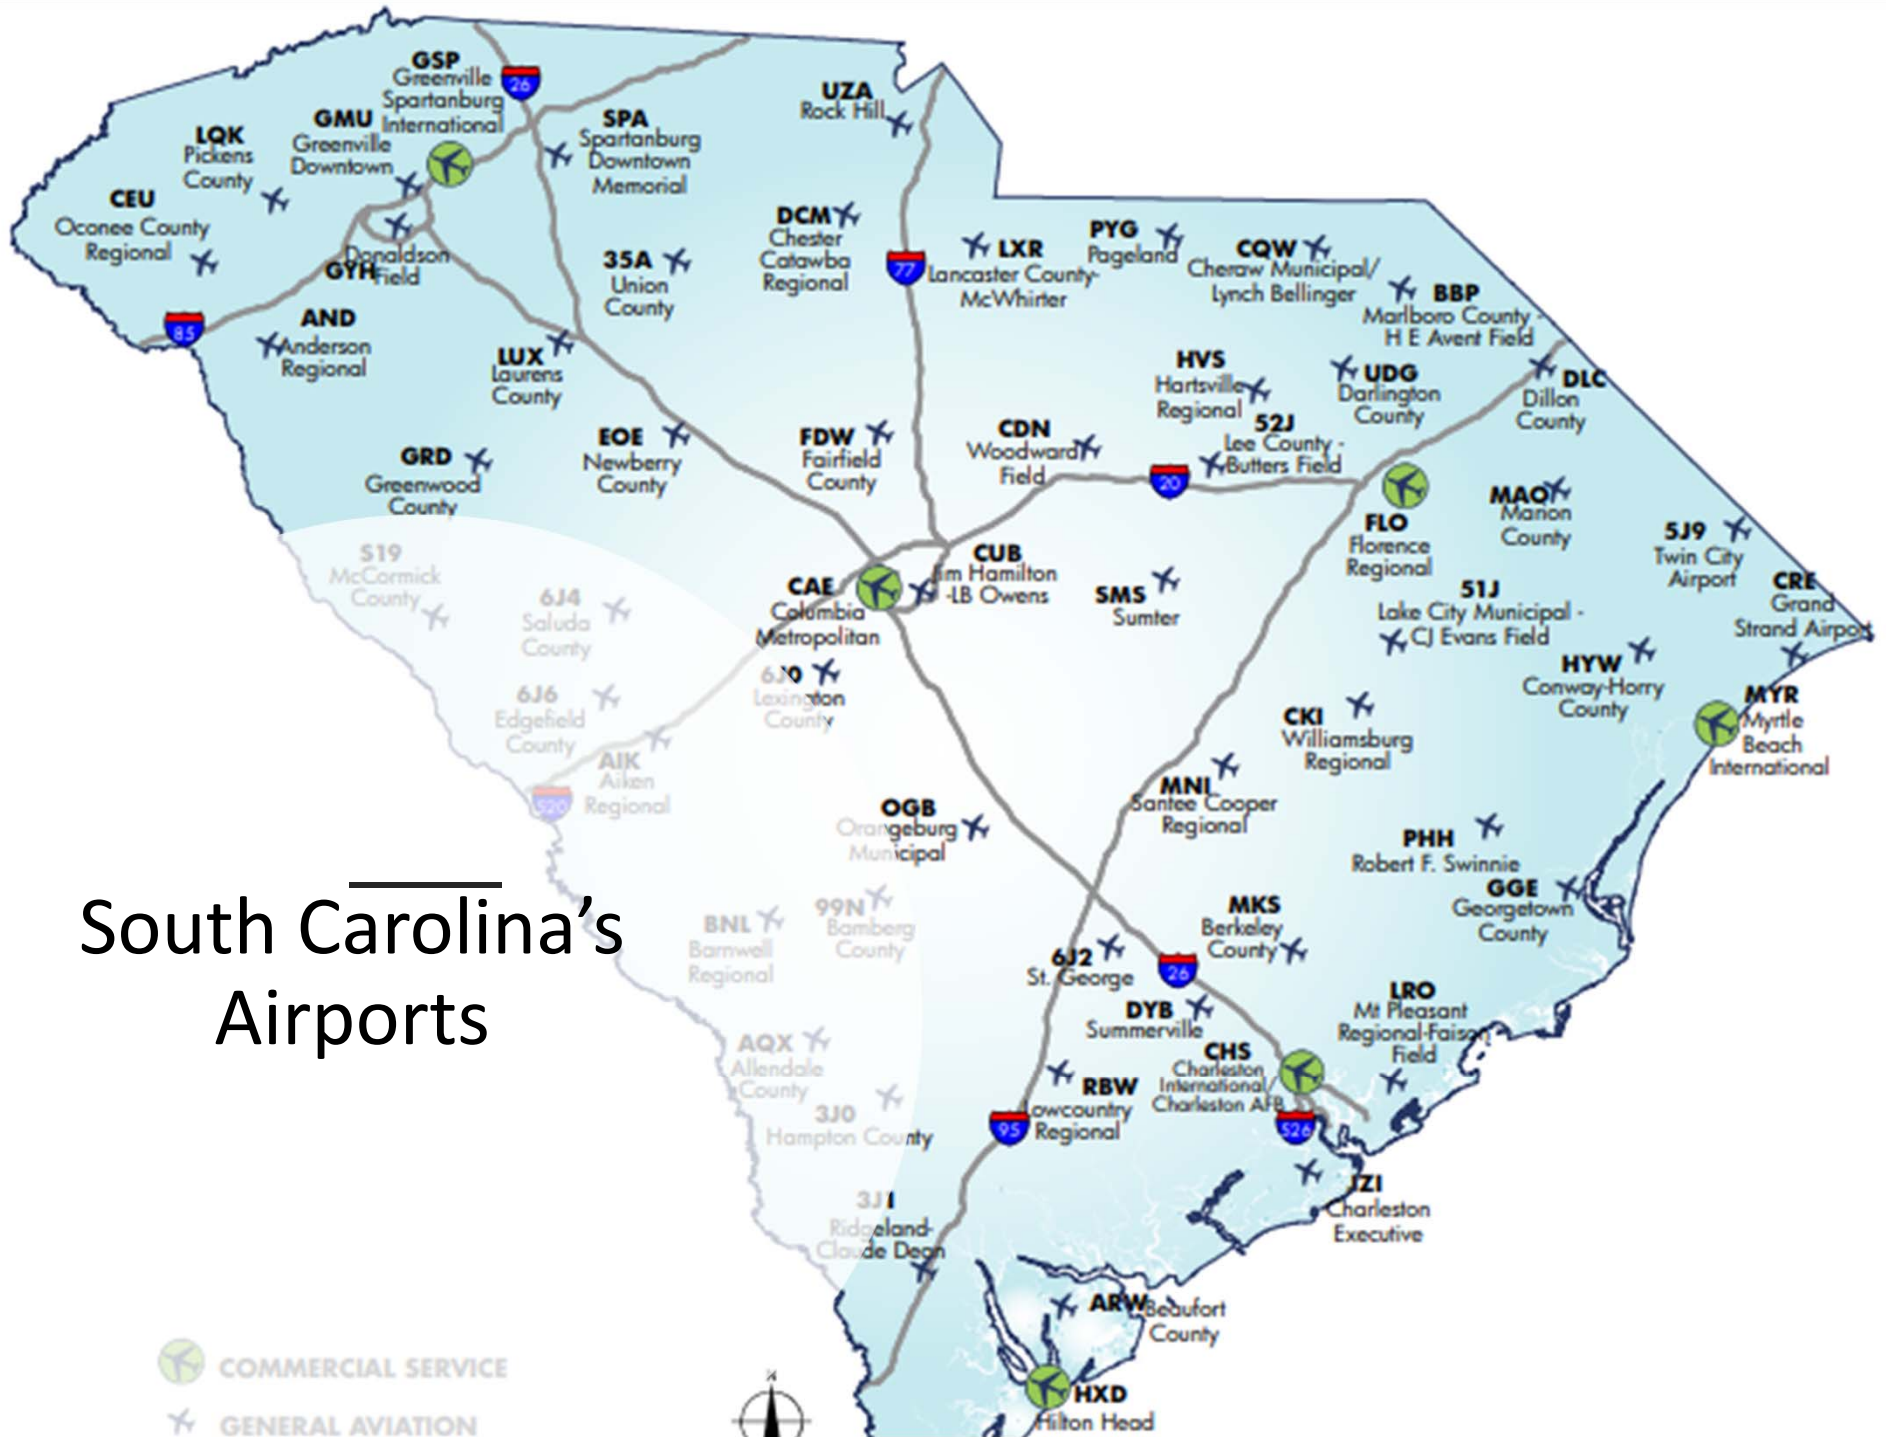 GSP
Greenville
Spartanburg
International
26
UZA
Rock Hill
GMU
Greenville
Downtown
SPA
Spartanburg
Downtown
Memorial
LQK
Pickens
County
CEU
Oconee County
Regional
Donaldson
GYH Field
DCM
Chester
Catawba
Regional
35A
Union
County
77
LXR
Lancaster County-
McWhirter
PYG
Pageland
CQW
Cheraw Municipal/
Lynch Bellinger
BBP
Marlboro County -
H E Avent Field
85
AND
Anderson
Regional
LUX
Laurens
County
HVS
Hartsville
Regional
UDG
Darlington
County
DLC
Dillon
County
GRD
Greenwood
County
EOE
Newberry
County
FDW
Fairfield
County
CDN
Woodward
Field
52J
Lee County -
Butters Field
20
FLO
Florence
Regional
MAO
Marion
County
5J9
Twin City
Airport
CRE
Grand
Strand Airport
S19
McCormick
County
6J4
Saluda
County
CAE
Columbia
Metropolitan
CUB
Jim Hamilton
-LB Owens
SMS
Sumter
51J
Lake City Municipal -
CJ Evans Field
HYW
Conway-Horry
County
MYR
Myrtle
Beach
International
6J6
Edgefield
County
6J0
Lexington
County
AIK
Aiken
Regional
520
CKI
Williamsburg
Regional
MNI
Santee Cooper
Regional
OGB
Orangeburg
Municipal
PHH
Robert F. Swinnie
GGE
Georgetown
County
BNL
Barnwell
Regional
99N
Bamberg
County
MKS
Berkeley
County
6J2
St. George
26
South Carolina’s
Airports
DYB
Summerville
LRO
Mt Pleasant
Regional-Faison
Field
CHS
Charleston
International/
Charleston AFB
AQX
Allendale
County
3J0
Hampton County
RBW
Lowcountry
Regional
95
526
JZI
Charleston
Executive
3J1
Ridgeland-
Claude Dean
ARW Beaufort
County
HXD
Hilton Head
COMMERCIAL SERVICE
GENERAL AVIATION
N